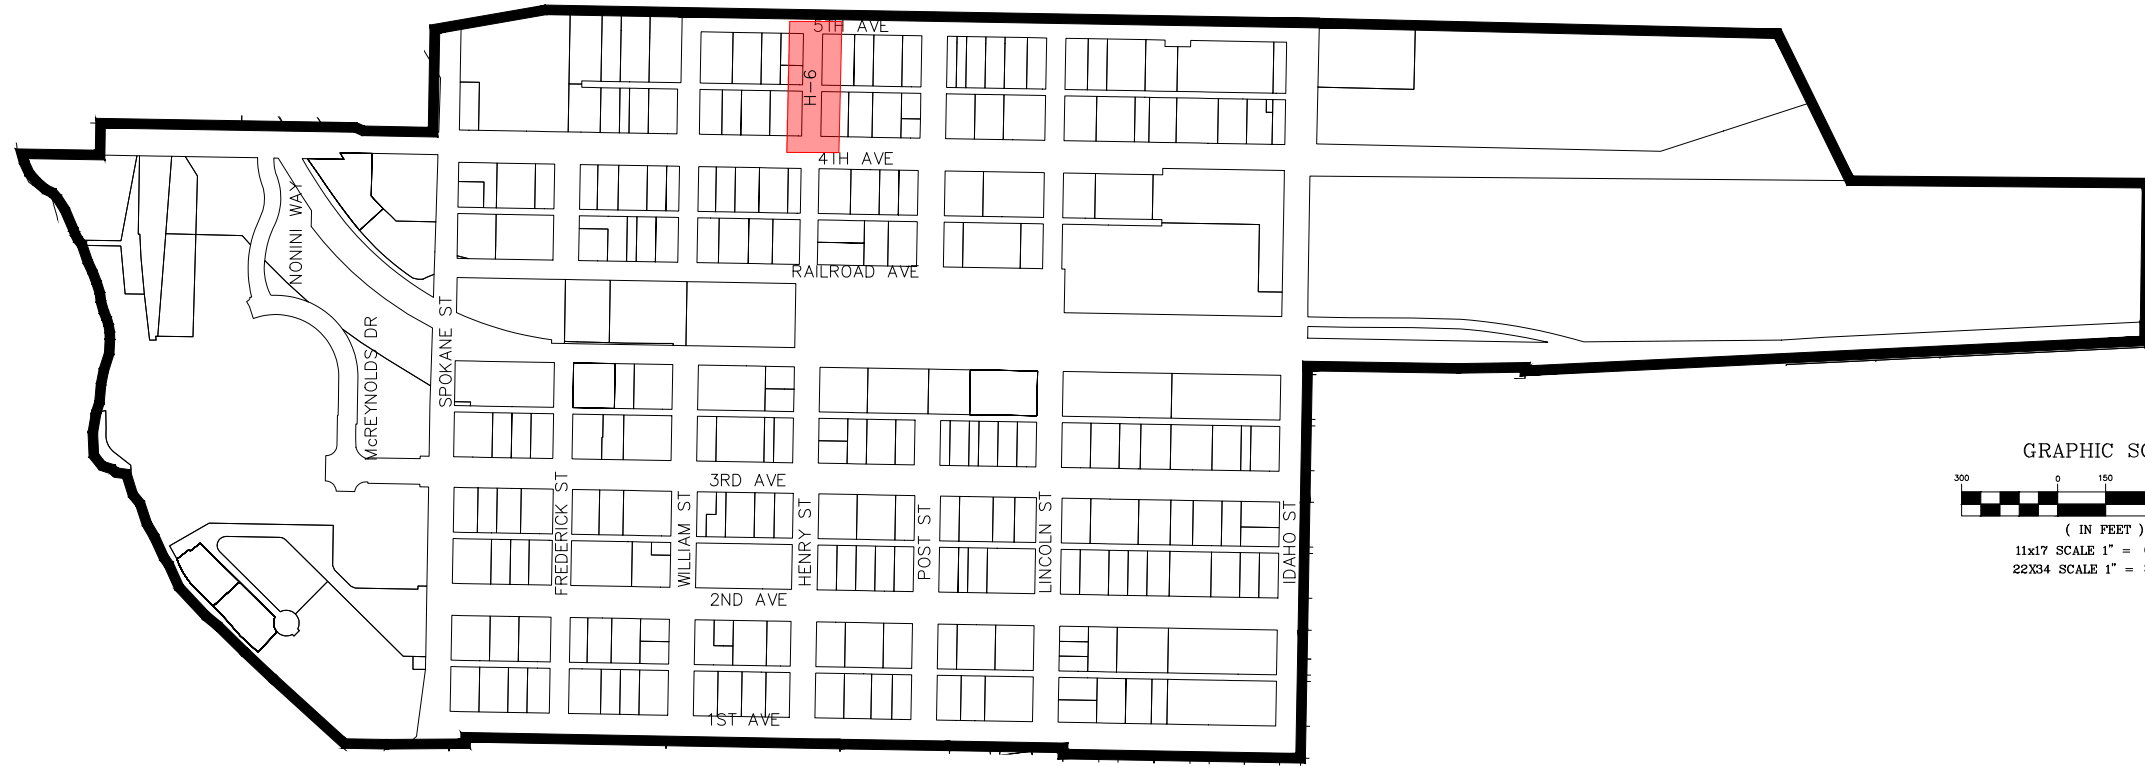 5TH AVE
H-6
4TH AVE
NONINI WAY
RAILROAD AVE
SPOKANE ST
McREYNOLDS DR
3RD AVE
FREDERICK ST
WILLIAM ST
HENRY ST
POST ST
LINCOLN ST
IDAHO ST
2ND AVE
1ST AVE
GRAPHIC SC
300 0 150
( IN FEET )
11x17 SCALE 1" =
22X34 SCALE 1" =